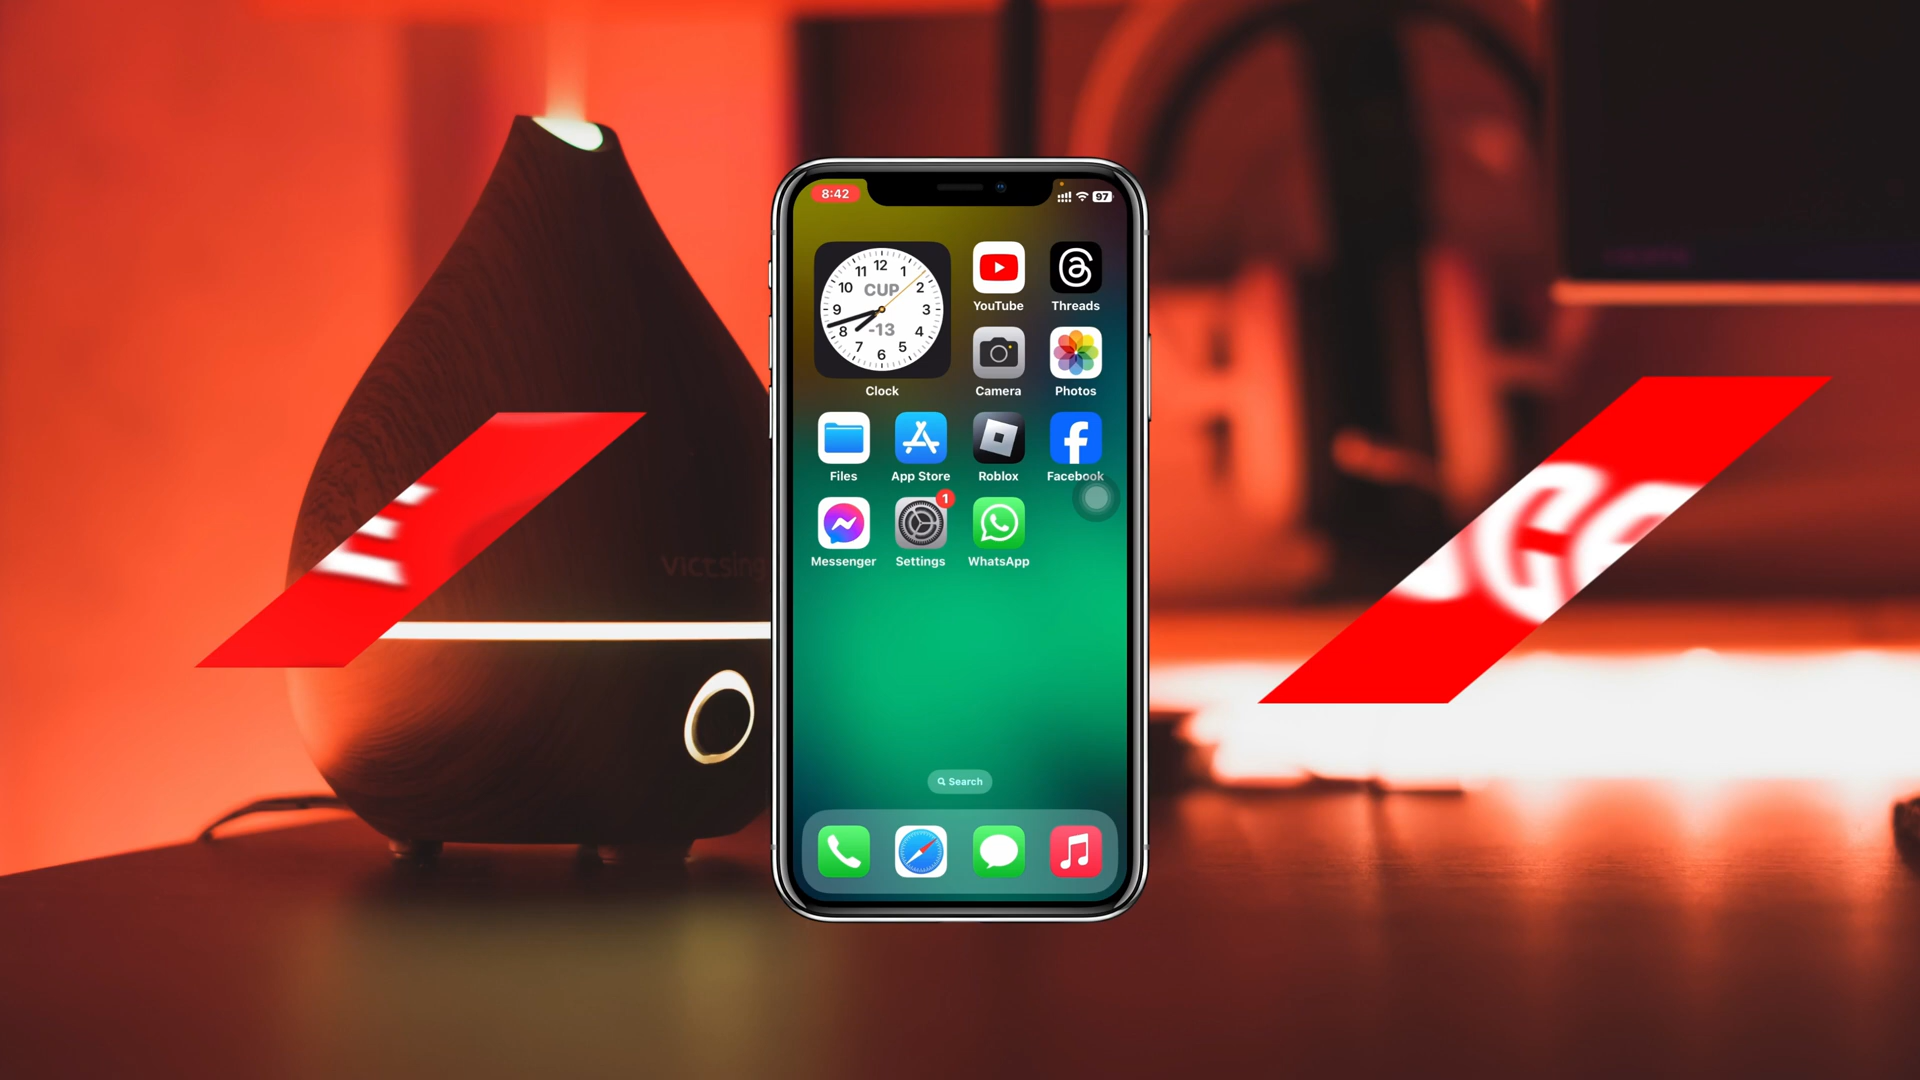 8:42
97
12
11
1
10
CUP
2
9
3
8
-13
4
7
5
6
Clock
YouTube
Threads
Camera
Photos
Files
App Store
Roblox
Facebook
1
Messenger
Settings
WhatsApp
victsing
Search